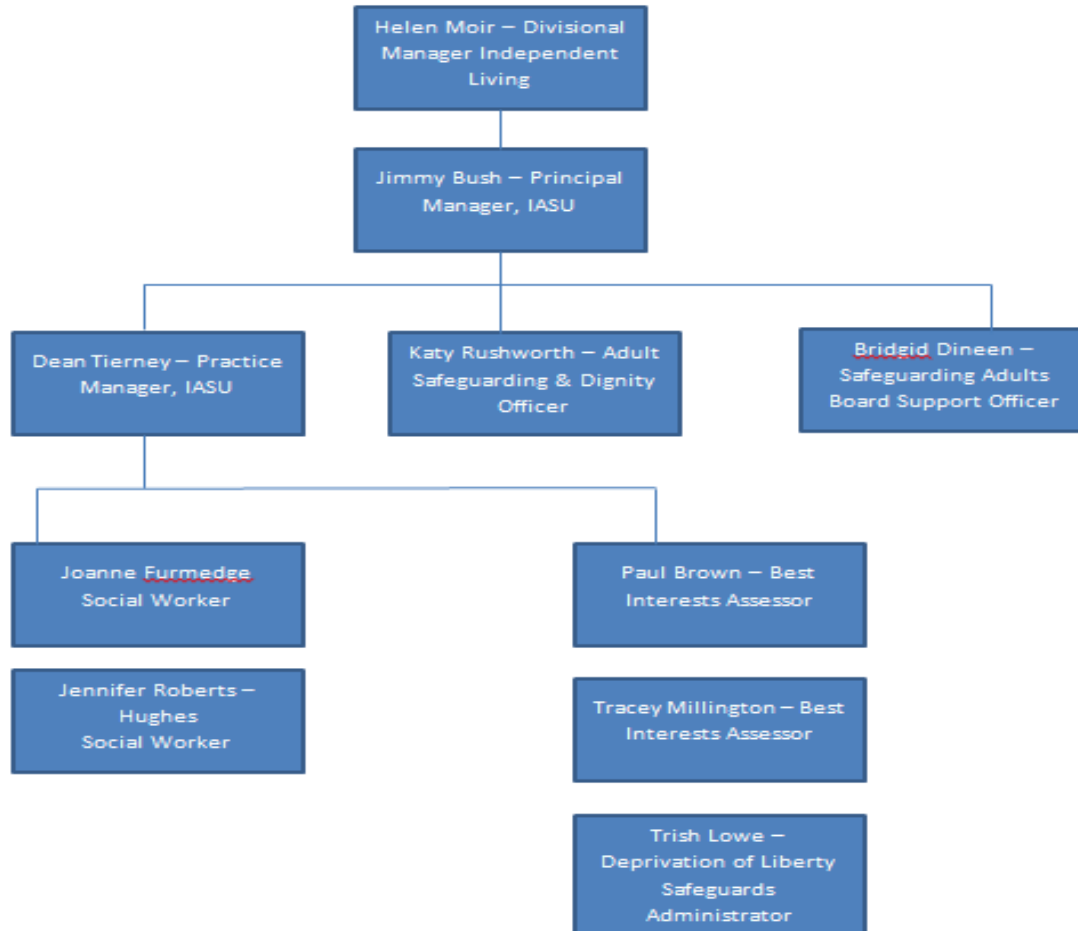 Helen Moir – Divisional
Manager Independent
Living
Jimmy Bush – Principal
Manager, IASU
Dean Tierney – Practice
Manager, IASU
Katy Rushworth – Adult
Safeguarding & Dignity
Officer
Bridgid Dineen –
Safeguarding Adults
Board Support Officer
Joanne Furmedge
Social Worker
Paul Brown – Best
Interests Assessor
Jennifer Roberts –
Hughes
Social Worker
Tracey Millington – Best
Interests Assessor
Trish Lowe –
Deprivation of Liberty
Safeguards
Administrator